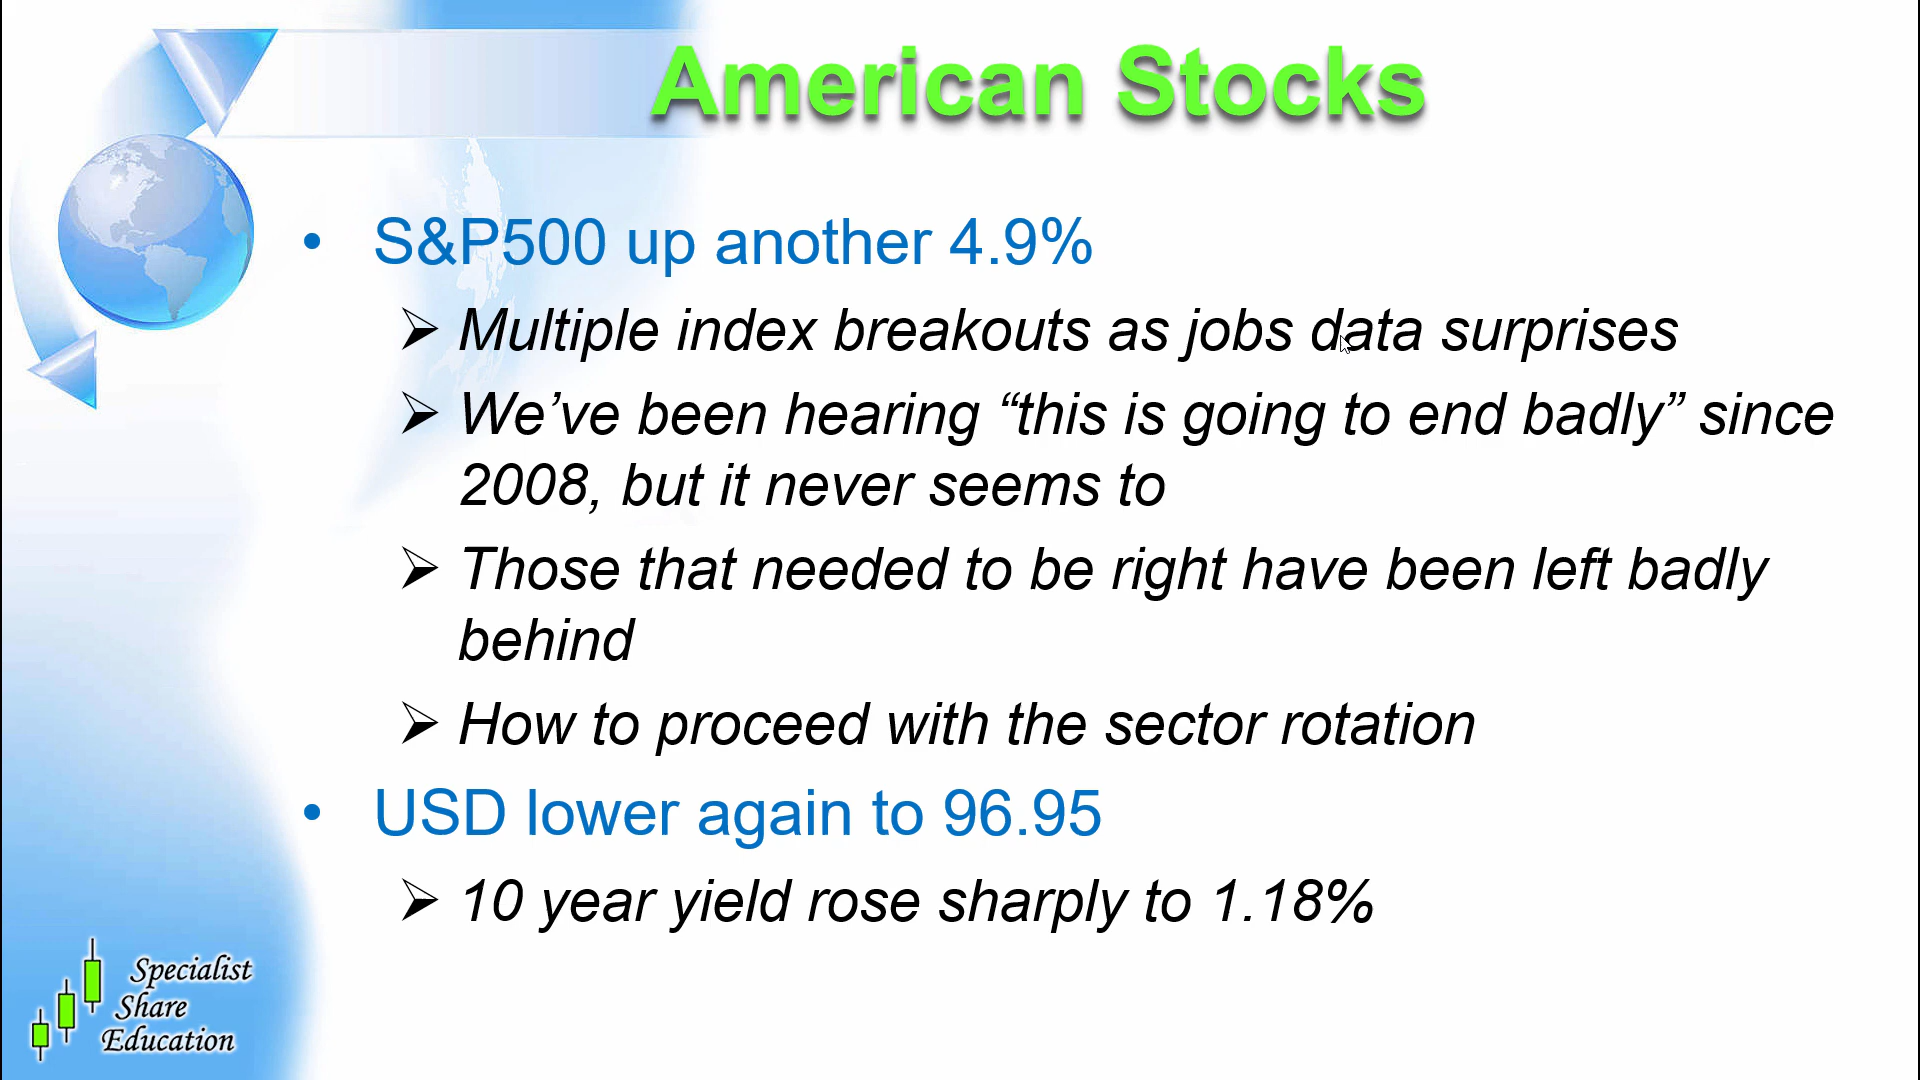 American Stocks
• S&P500 up another 4.9%
➢ Multiple index breakouts as jobs data surprises
➢ We’ve been hearing “this is going to end badly” since
2008, but it never seems to
➢ Those that needed to be right have been left badly
behind
➢ How to proceed with the sector rotation
• USD lower again to 96.95
➢ 10 year yield rose sharply to 1.18%
Specialist
Share
Education